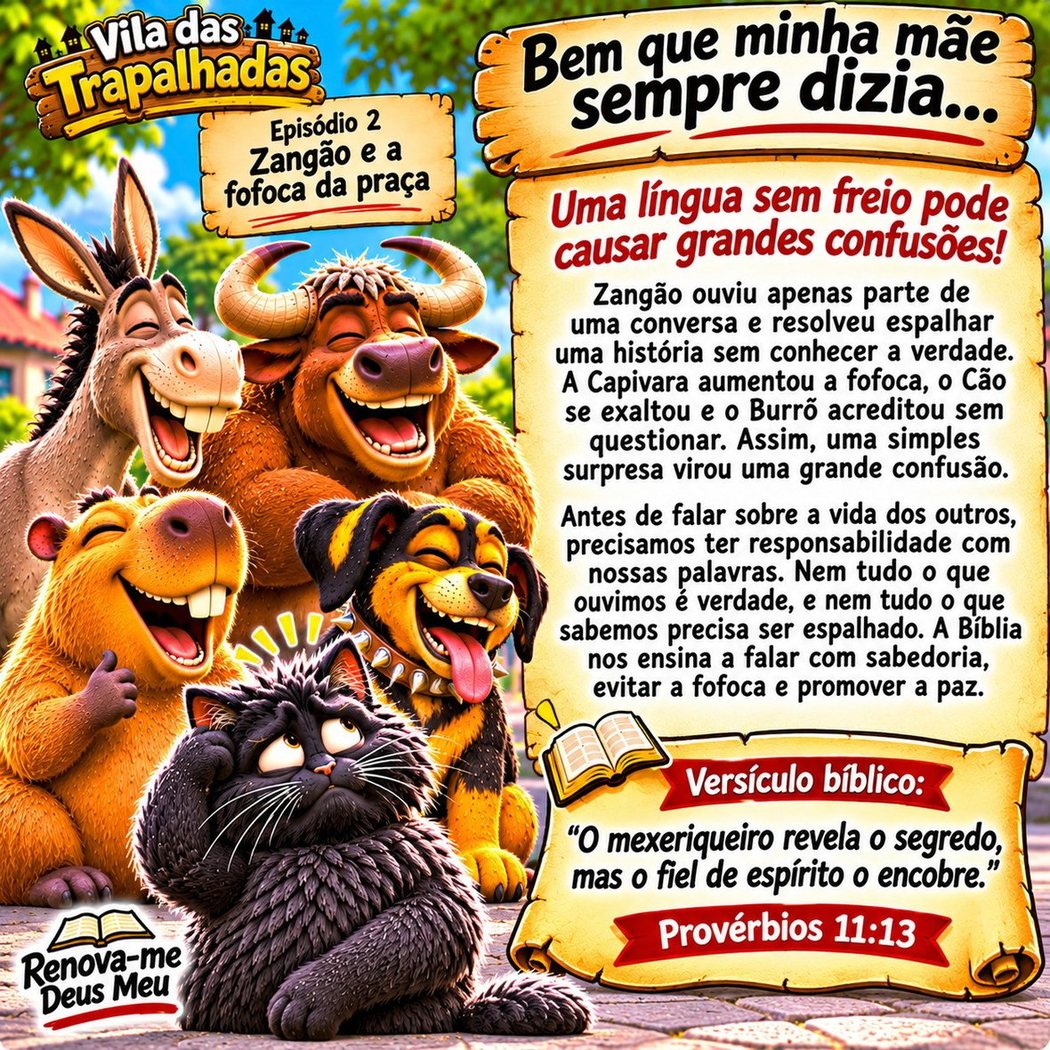 Vila das
Trapalhadas
Episódio 2
Zangão e a
fofoca da praça
Bem que minha mãe
sempre dizia...
Uma língua sem freio pode
causar grandes confusões!
Zangão ouviu apenas parte de
uma conversa e resolveu espalhar
uma história sem conhecer a verdade.
A Capivara aumentou a fofoca, o Cão
se exaltou e o Burrõ acreditou sem
questionar. Assim, uma simples
surpresa virou uma grande confusão.
Antes de falar sobre a vida dos outros,
precisamos ter responsabilidade com
nossas palavras. Nem tudo o que
ouvimos é verdade, e nem tudo o que
sabemos precisa ser espalhado. A Bíblia
nos ensina a falar com sabedoria,
evitar a fofoca e promover a paz.
Versículo bíblico:
“O mexeriqueiro revela o segredo,
mas o fiel de espírito o encobre.”
Provérbios 11:13
Renova-me
Deus Meu